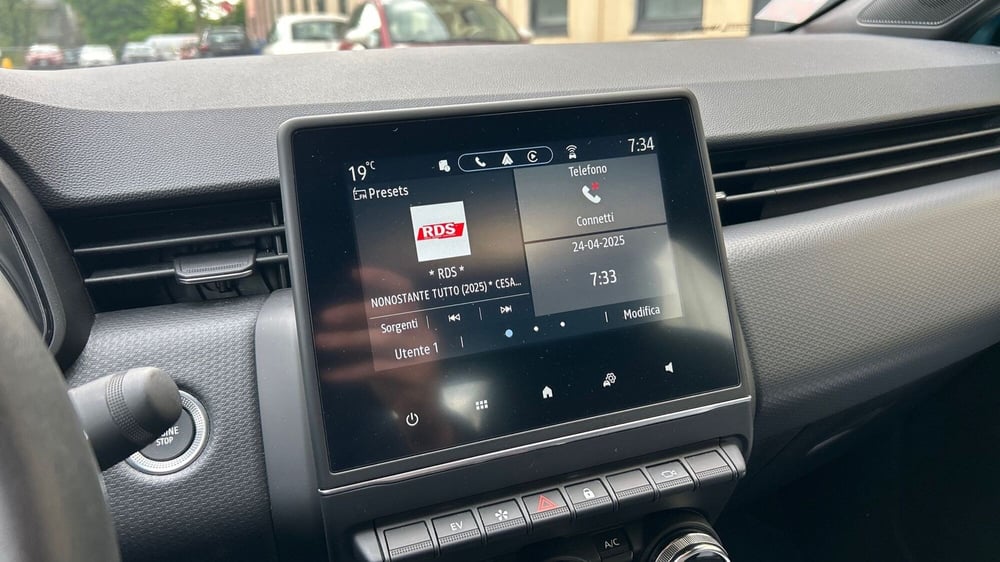 19°C
7:34
Presets
RDS
* RDS *
NONOSTANTE TUTTO (2025) * CESA...
Sorgenti
Utente 1
Telefono
Connetti
24-04-2025
7:33
Modifica
STOP
EV
A/C